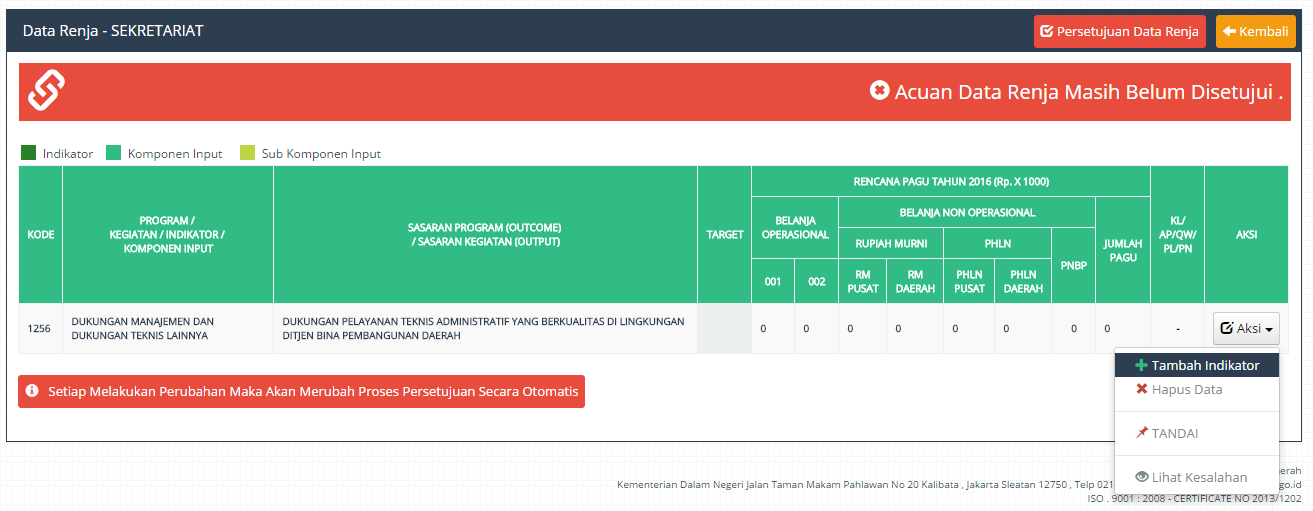 Data Renja - SEKRETARIAT
Persetujuan Data Renja
Kembali
Acuan Data Renja Masih Belum Disetujui .
Indikator
Komponen Input
Sub Komponen Input
KODE
PROGRAM /
KEGIATAN / INDIKATOR /
KOMPONEN INPUT
SASARAN PROGRAM (OUTCOME)
/ SASARAN KEGIATAN (OUTPUT)
TARGET
RENCANA PAGU TAHUN 2016 (Rp. X 1000)
BELANJA
OPERASIONAL
BELANJA NON OPERASIONAL
RUPIAH MURNI
PHLN
PNBP
JUMLAH
PAGU
001
002
RM
PUSAT
RM
DAERAH
PHLN
PUSAT
PHLN
DAERAH
KL/
AP/QW/
PL/PN
AKSI
1256
DUKUNGAN MANAJEMEN DAN
DUKUNGAN TEKNIS LAINNYA
DUKUNGAN PELAYANAN TEKNIS ADMINISTRATIF YANG BERKUALITAS DI LINGKUNGAN
DITJEN BINA PEMBANGUNAN DAERAH
0 0 0 0 0 0 0 0 -
Aksi
Tambah Indikator
Hapus Data
TANDAI
Lihat Kesalahan
Setiap Melakukan Perubahan Maka Akan Merubah Proses Persetujuan Secara Otomatis
erah
Kementerian Dalam Negeri Jalan Taman Makam Pahlawan No 20 Kalibata , Jakarta Sleatan 12750 , Telp 021
go.id
ISO : 9001 : 2008 - CERTIFICATE NO 2013/1202